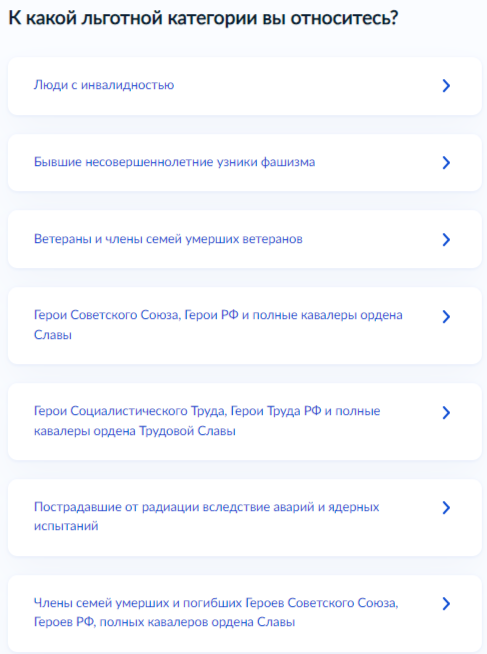 К какой льготной категории вы относитесь?
Люди с инвалидностью
Бывшие несовершеннолетние узники фашизма
Ветераны и члены семей умерших ветеранов
Герои Советского Союза, Герои РФ и полные кавалеры ордена
Славы
Герои Социалистического Труда, Герои Труда РФ и полные
кавалеры ордена Трудовой Славы
Пострадавшие от радиации вследствие аварий и ядерных
испытаний
Члены семей умерших и погибших Героев Советского Союза,
Героев РФ, полных кавалеров ордена Славы